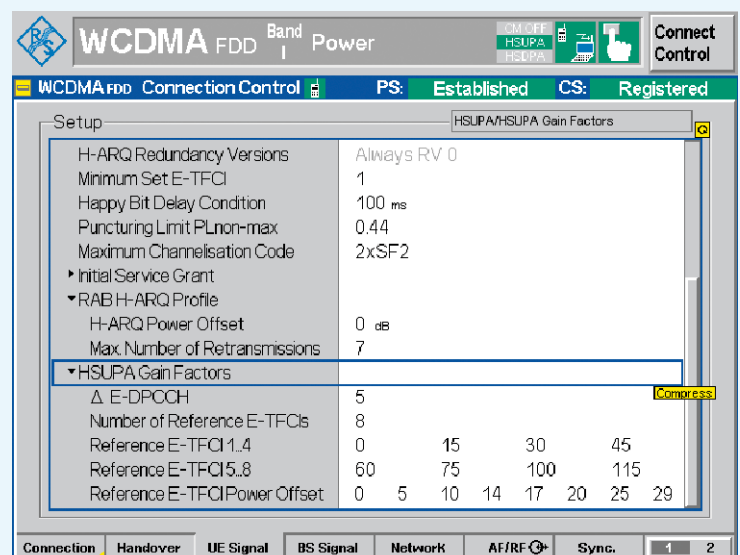 R&S
WCDMA FDD Band I Power
CM OFF
HSUPA
HSDPA
Connect Control
WCDMA FDD Connection Control PS: Established CS: Registered
Setup
HSUPA/HSUPA Gain Factors
H-ARQ Redundancy Versions Always RV 0
Minimum Set E-TFCI 1
Happy Bit Delay Condition 100 ms
Puncturing Limit PLnon-max 0.44
Maximum Channelisation Code 2xSF2
Initial Service Grant
RAB H-ARQ Profile
H-ARQ Power Offset 0 dB
Max. Number of Retransmissions 7
HSUPA Gain Factors
Compress
Δ E-DPCCH 5
Number of Reference E-TFCIs 8
Reference E-TFCI 1..4 0 15 30 45
Reference E-TFCI 5..8 60 75 100 115
Reference E-TFCI Power Offset 0 5 10 14 17 20 25 29
Connection Handover UE Signal BS Signal Network AF/RF Sync. 1 2